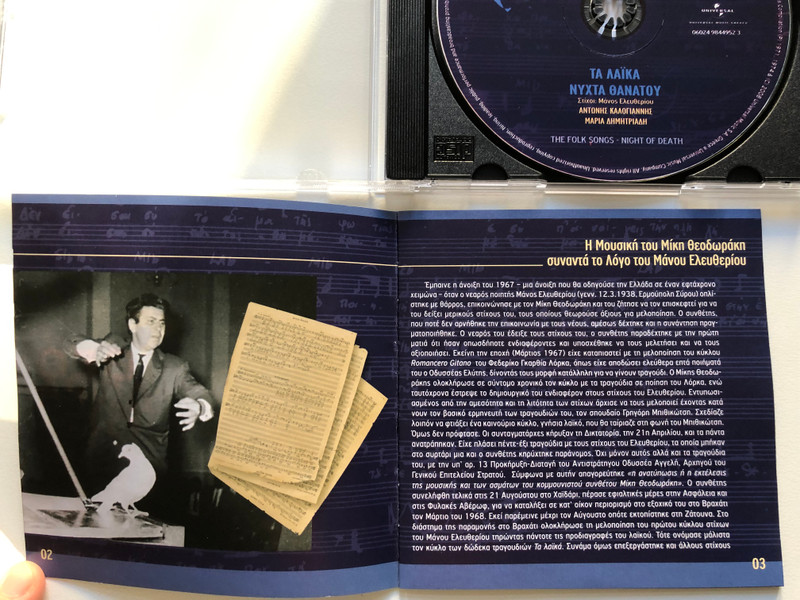 UNIVERSAL
06024 9844952 3
ΤΑ ΛΑΪΚΑ
ΝΥΧΤΑ ΘΑΝΑΤΟΥ
Στίχοι: Μάνος Ελευθερίου
ΑΝΤΩΝΗΣ ΚΑΛΟΓΙΑΝΝΗΣ
ΜΑΡΙΑ ΔΗΜΗΤΡΙΑΔΗ
THE FOLK SONGS - NIGHT OF DEATH
Η Μουσική του Μίκη Θεοδωράκη
συναντά το Λόγο του Μάνου Ελευθερίου
Έμπαινε η άνοιξη του 1967 – μια άνοιξη που θα οδηγούσε την Ελλάδα σε έναν εφτάχρονο
χειμώνα – όταν ο νεαρός ποιητής Μάνος Ελευθερίου (γενν. 12.3.1938, Ερμούπολη Σύρου) οπλί-
στηκε με θάρρος, επικοινώνησε με τον Μίκη Θεοδωράκη και του ζήτησε να τον επισκεφτεί και να
του δείξει μερικούς στίχους του, τους οποίους θεωρούσε άξιους για μελοποίηση. Ο συνθέτης,
που ποτέ δεν αρνήθηκε την επικοινωνία με τους νέους, αμέσως δέχτηκε και η συνάντηση πραγ-
ματοποιήθηκε. Ο νεαρός του έδειξε τους στίχους του, ο συνθέτης παραδέχτηκε με την πρώτη
ματιά ότι ήσαν οπωσδήποτε ενδιαφέροντες και υποσχέθηκε να τους μελετήσει και να τους
αξιοποιήσει. Εκείνη την εποχή (Μάρτιος 1967) είχε καταπιαστεί με τη μελοποίηση του κύκλου
Romancero Gitano του Φεδερίκο Γκαρθία Λόρκα, όπως είχε αποδώσει ελεύθερα επτά ποιήματά
του ο Οδυσσέας Ελύτης, δίνοντάς τους μορφή κατάλληλη για να γίνουν τραγούδι. Ο Μίκης Θεοδω-
ράκης ολοκλήρωσε σε σύντομο χρονικό τον κύκλο με τα τραγούδια σε ποίηση του Λόρκα, ενώ
ταυτόχρονα έστρεψε το δημιουργικό του ενδιαφέρον στους στίχους του Ελευθερίου. Εντυπωσι-
ασμένος από την αμεσότητα και τη λιτότητα των στίχων άρχισε να τους μελοποιεί έχοντας κατά
νουν τον βασικό ερμηνευτή των τραγουδιών του, τον σπουδαίο Γρηγόρη Μπιθικώτση. Σχεδίαζε
λοιπόν να φτιάξει ένα καινούριο κύκλο, γνήσια λαϊκό, που θα ταίριαζε στη φωνή του Μπιθικώτση.
Όμως δεν πρόφτασε. Οι συνταγματάρχες κήρυξαν τη Δικτατορία, την 21η Απριλίου, και τα πάντα
ανατράπηκαν. Είχε πλάσει πέντε-έξι τραγούδια με τους στίχους του Ελευθερίου, τα οποία μπήκαν
στο συρτάρι μια και ο συνθέτης κηρύχτηκε παράνομος. Όχι μόνον αυτός αλλά και τα τραγούδια
του, με την υπ' αρ. 13 Προκήρυξη-Διαταγή του Αντιστράτηγου Οδυσσέα Αγγελή, Αρχηγού του
Γενικού Επιτελείου Στρατού. Σύμφωνα με αυτήν απαγορεύτηκε «η ανατύπωσις ή η εκτέλεσις
της μουσικής και των ασμάτων του κομμουνιστού συνθέτου Μίκη Θεοδωράκη». Ο συνθέτης
συνελήφθη τελικά στις 21 Αυγούστου στο Χαϊδάρι, πέρασε εφιαλτικές μέρες στην Ασφάλεια και
στις Φυλακές Αβέρωφ, για να καταλήξει σε κατ' οίκον περιορισμό στο εξοχικό του στο Βραχάτι
τον Μάρτιο του 1968. Εκεί παρέμεινε μέχρι τον Αύγουστο οπότε εκτοπίστηκε στη Ζάτουνα. Στο
διάστημα της παραμονής στο Βραχάτι ολοκλήρωσε τη μελοποίηση του πρώτου κύκλου στίχων
του Μάνου Ελευθερίου τηρώντας πάντοτε τις προδιαγραφές του λαϊκού. Τότε ονόμασε μάλιστα
τον κύκλο των δώδεκα τραγουδιών Τα λαϊκά. Συνάμα όμως επεξεργάστηκε και άλλους στίχους
02
03